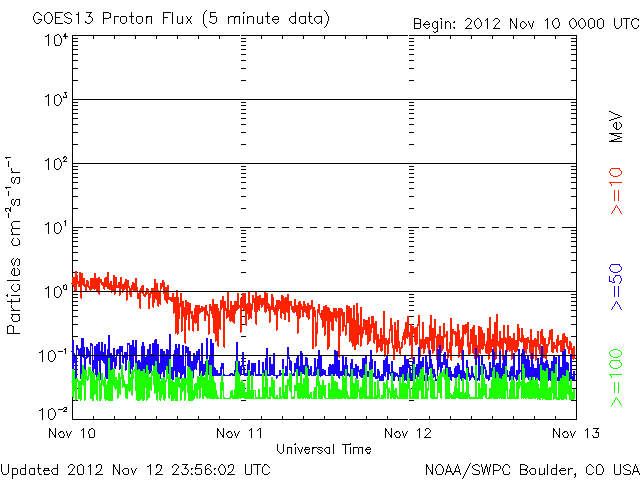 GOES13 Proton Flux (5 minute data)
Begin: 2012 Nov 10 0000 UTC
Particles cm⁻²s⁻¹sr⁻¹
10⁴
10³
10²
10¹
10⁰
10⁻¹
10⁻²
MeV
>=10
>=50
>=100
Nov 10 Nov 11 Nov 12 Nov 13
Universal Time
Updated 2012 Nov 12 23:56:02 UTC
NOAA/SWPC Boulder, CO USA